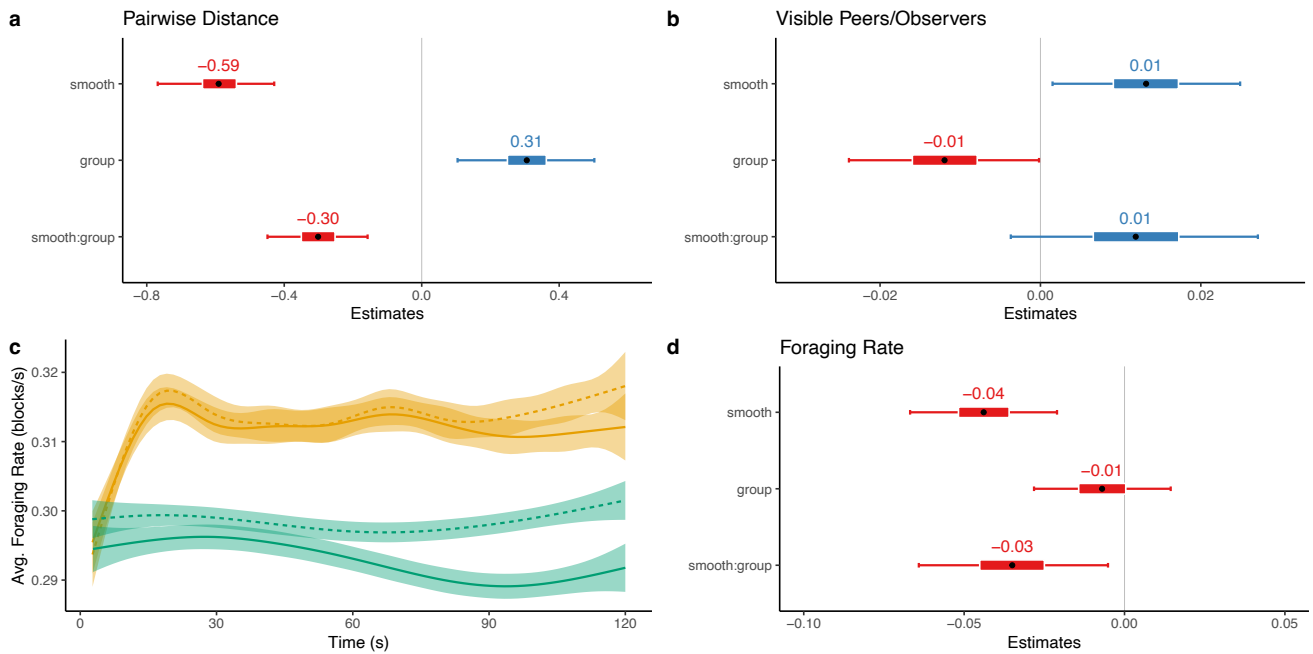 a
Pairwise Distance
smooth
group
smooth:group
−0.59
0.31
−0.30
−0.8
−0.4
0.0
0.4
Estimates
b
Visible Peers/Observers
smooth
group
smooth:group
0.01
−0.01
0.01
−0.02
0.00
0.02
Estimates
c
Avg. Foraging Rate (blocks/s)
0.32
0.31
0.30
0.29
0
30
60
90
120
Time (s)
d
Foraging Rate
smooth
group
smooth:group
−0.04
−0.01
−0.03
−0.10
−0.05
0.00
0.05
Estimates